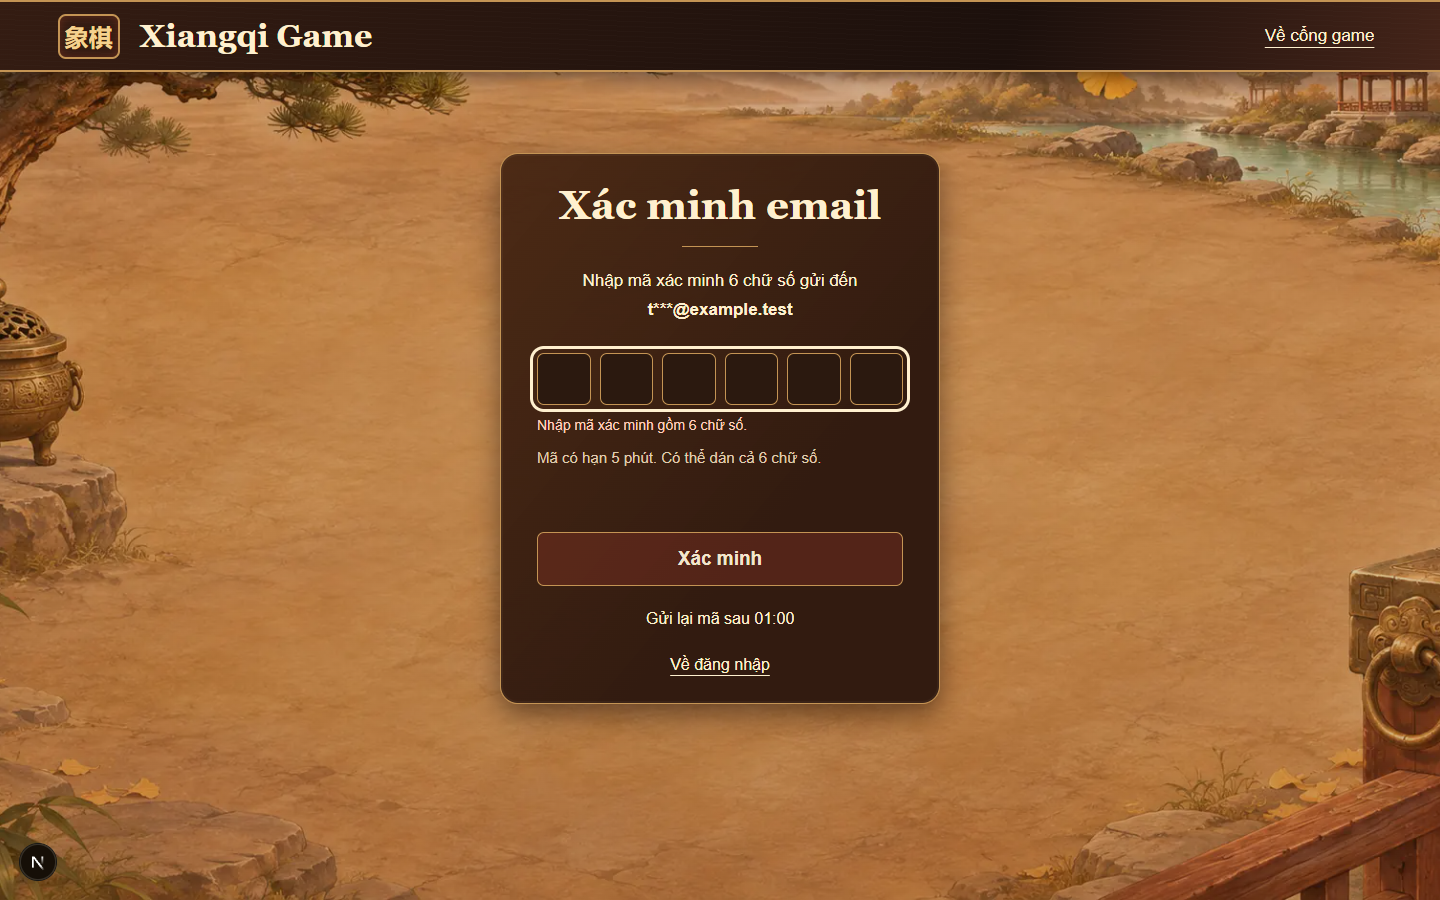 象棋 Xiangqi Game
Về cổng game
Xác minh email
Nhập mã xác minh 6 chữ số gửi đến
t***@example.test
Nhập mã xác minh gồm 6 chữ số.
Mã có hạn 5 phút. Có thể dán cả 6 chữ số.
Xác minh
Gửi lại mã sau 01:00
Về đăng nhập
N